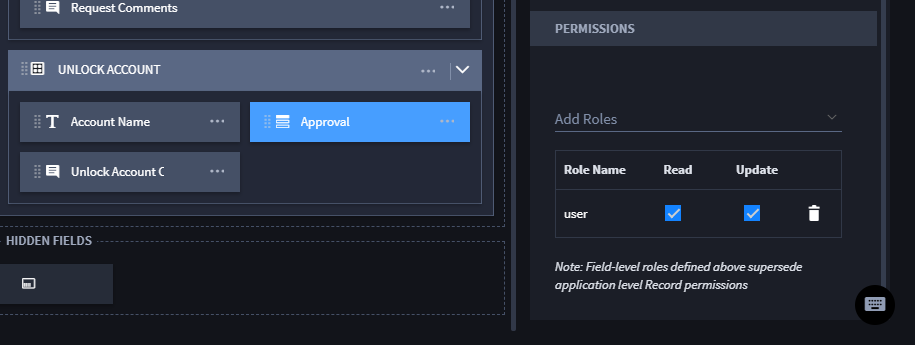 Request Comments
UNLOCK ACCOUNT
Account Name
Approval
Unlock Account C
HIDDEN FIELDS
PERMISSIONS
Add Roles
Role Name Read Update
user
Note: Field-level roles defined above supersede
application level Record permissions